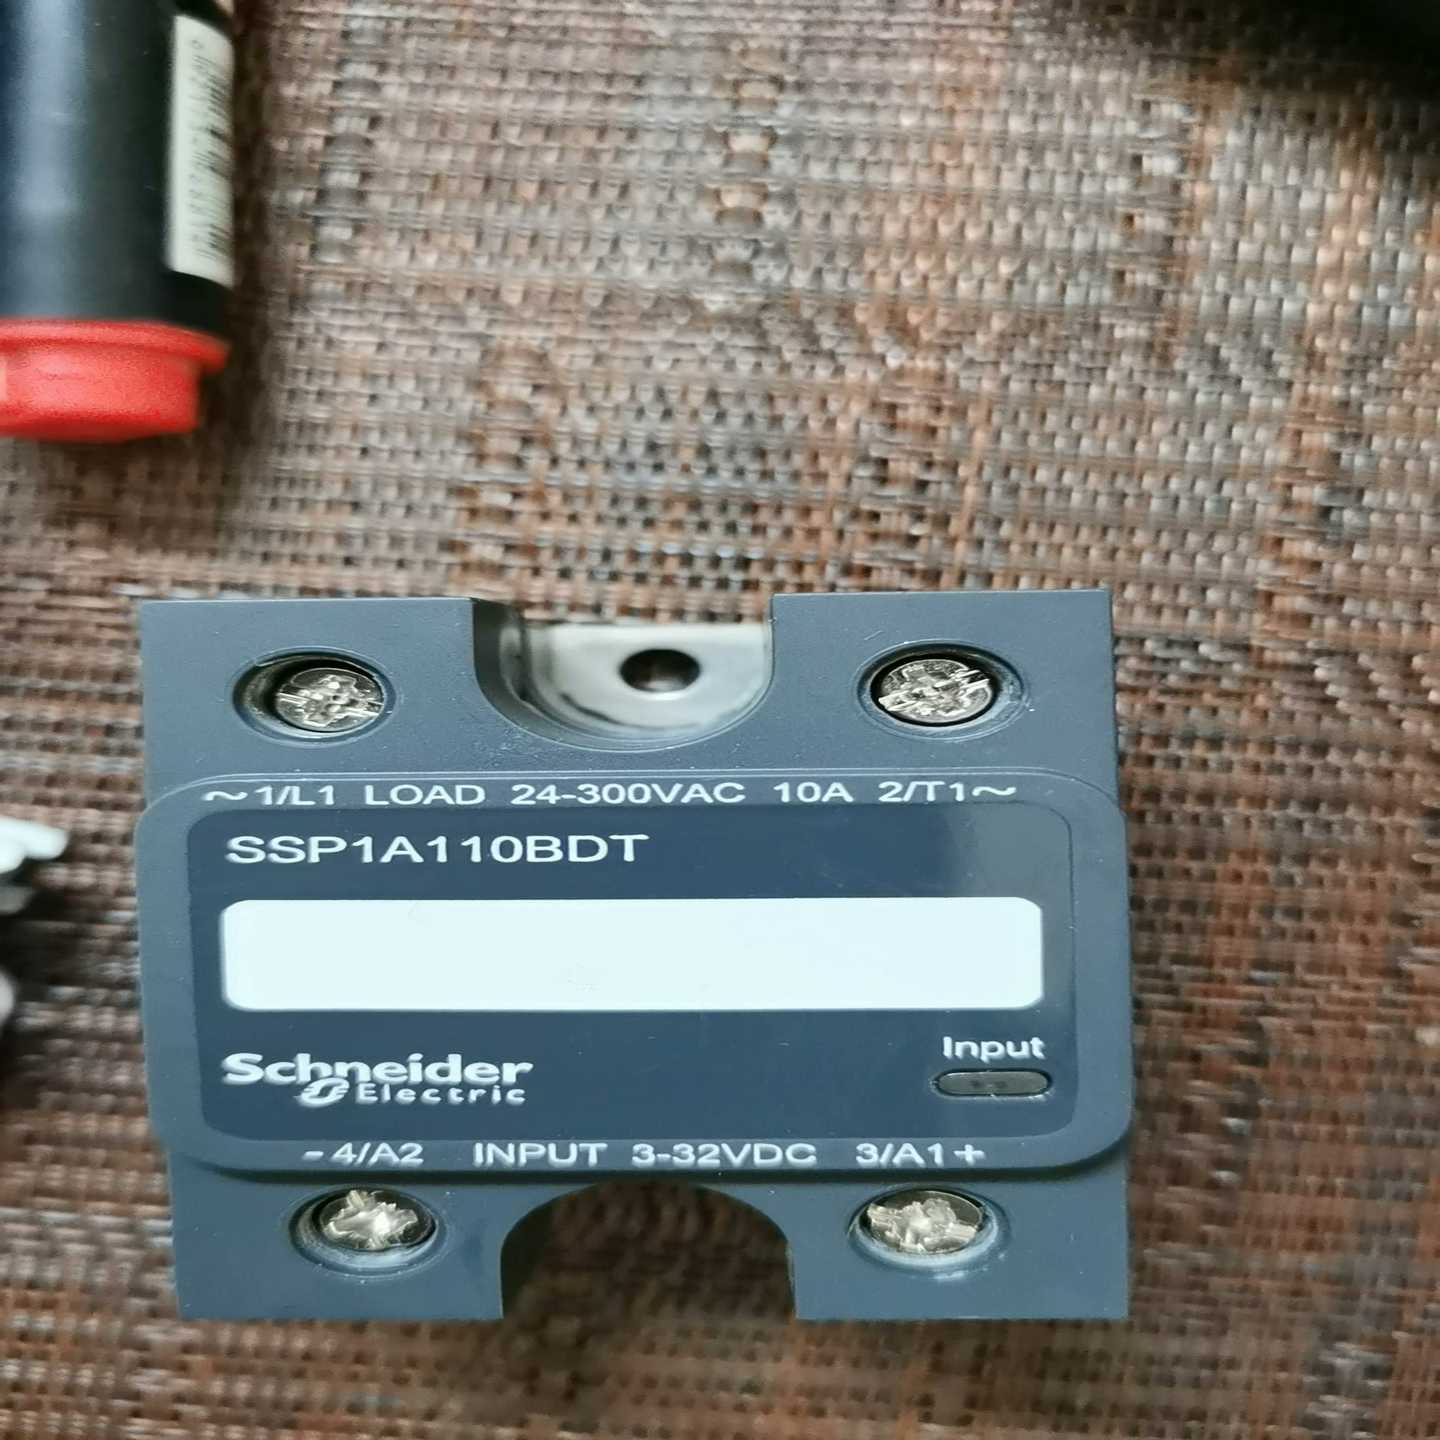 ~1/L1 LOAD 24-300VAC 10A 2/T1~
SSP1A110BDT
Input
Schneider
Electric
-4/A2 INPUT 3-32VDC 3/A1+